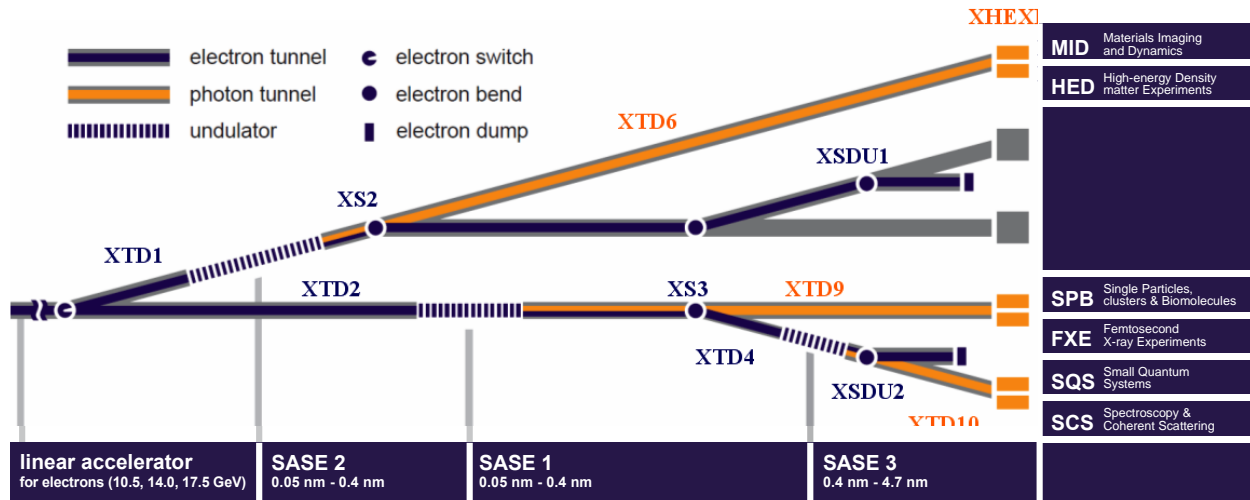 XHEX
MID Materials Imaging
and Dynamics
HED High-energy Density
matter Experiments
electron tunnel
electron switch
photon tunnel
electron bend
undulator
electron dump
XTD6
XSDU1
XS2
XTD1
XTD2
XS3
XTD9
SPB Single Particles,
clusters & Biomolecules
FXE Femtosecond
X-ray Experiments
XTD4
XSDU2
SQS Small Quantum
Systems
SCS Spectroscopy &
Coherent Scattering
XTD10
linear accelerator
for electrons (10.5, 14.0, 17.5 GeV)
SASE 2
0.05 nm - 0.4 nm
SASE 1
0.05 nm - 0.4 nm
SASE 3
0.4 nm - 4.7 nm